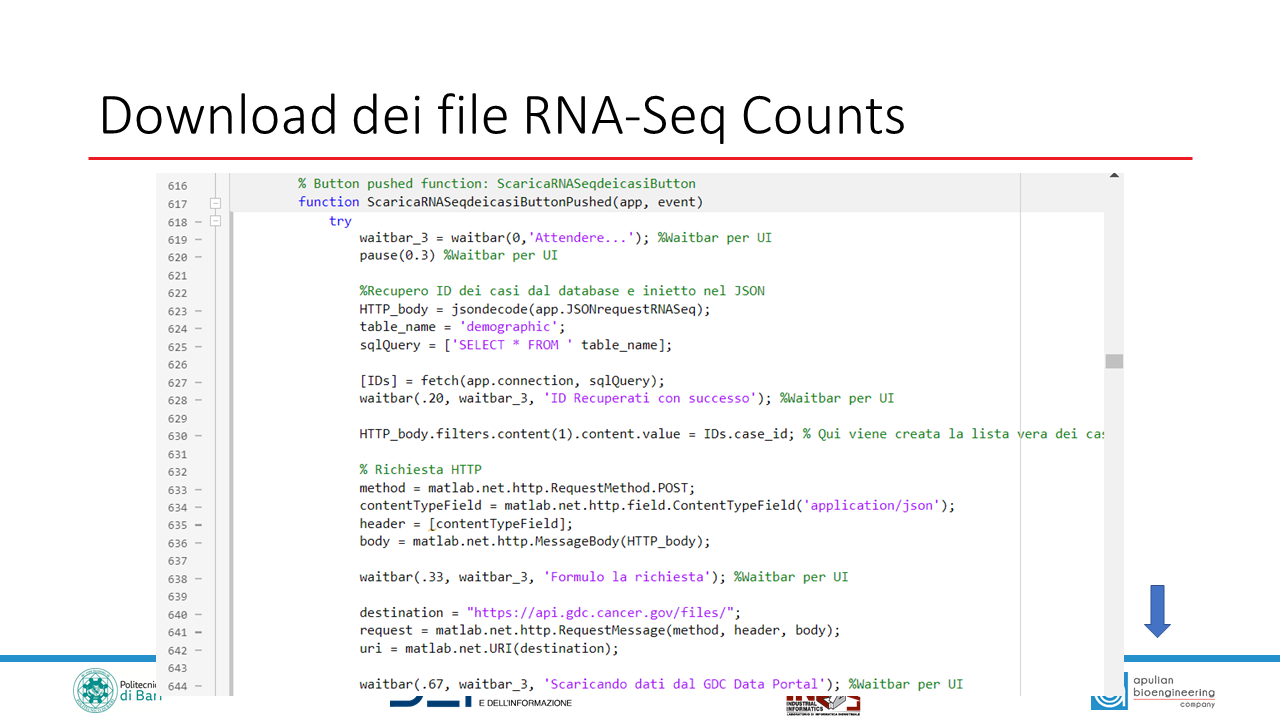 Download dei file RNA-Seq Counts
616 % Button pushed function: ScaricaRNASeqdeicasiButton
617 function ScaricaRNASeqdeicasiButtonPushed(app, event)
618 try
619 waitbar_3 = waitbar(0,'Attendere...'); %Waitbar per UI
620 pause(0.3) %Waitbar per UI
621
622 %Recupero ID dei casi dal database e inietto nel JSON
623 HTTP_body = jsondecode(app.JSONrequestRNASeq);
624 table_name = 'demographic';
625 sqlQuery = ['SELECT * FROM ' table_name];
626
627 [IDs] = fetch(app.connection, sqlQuery);
628 waitbar(.20, waitbar_3, 'ID Recuperati con successo'); %Waitbar per UI
629
630 HTTP_body.filters.content(1).content.value = IDs.case_id; % Qui viene creata la lista vera dei
631
632 % Richiesta HTTP
633 method = matlab.net.http.RequestMethod.POST;
634 contentTypeField = matlab.net.http.field.ContentTypeField('application/json');
635 header = [contentTypeField];
636 body = matlab.net.http.MessageBody(HTTP_body);
637
638 waitbar(.33, waitbar_3, 'Formulo la richiesta'); %Waitbar per UI
639
640 destination = "https://api.gdc.cancer.gov/files/";
641 request = matlab.net.http.RequestMessage(method, header, body);
642 uri = matlab.net.URI(destination);
643
644 waitbar(.67, waitbar_3, 'Scaricando dati dal GDC Data Portal'); %Waitbar per UI
di Bari
E DELL'INFORMAZIONE
INDUSTRIAL
INFORMATICS
LABORATORIO DI INFORMATICA INDUSTRIALE
apulian
bioengineering
company